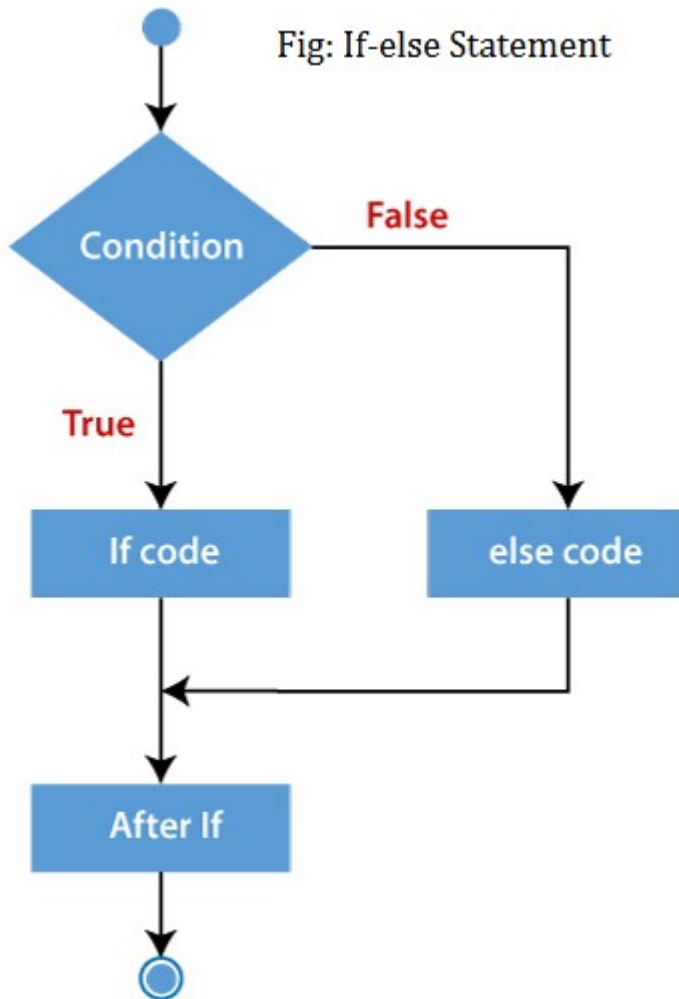 Fig: If-else Statement
Condition
False
True
If code
else code
After If